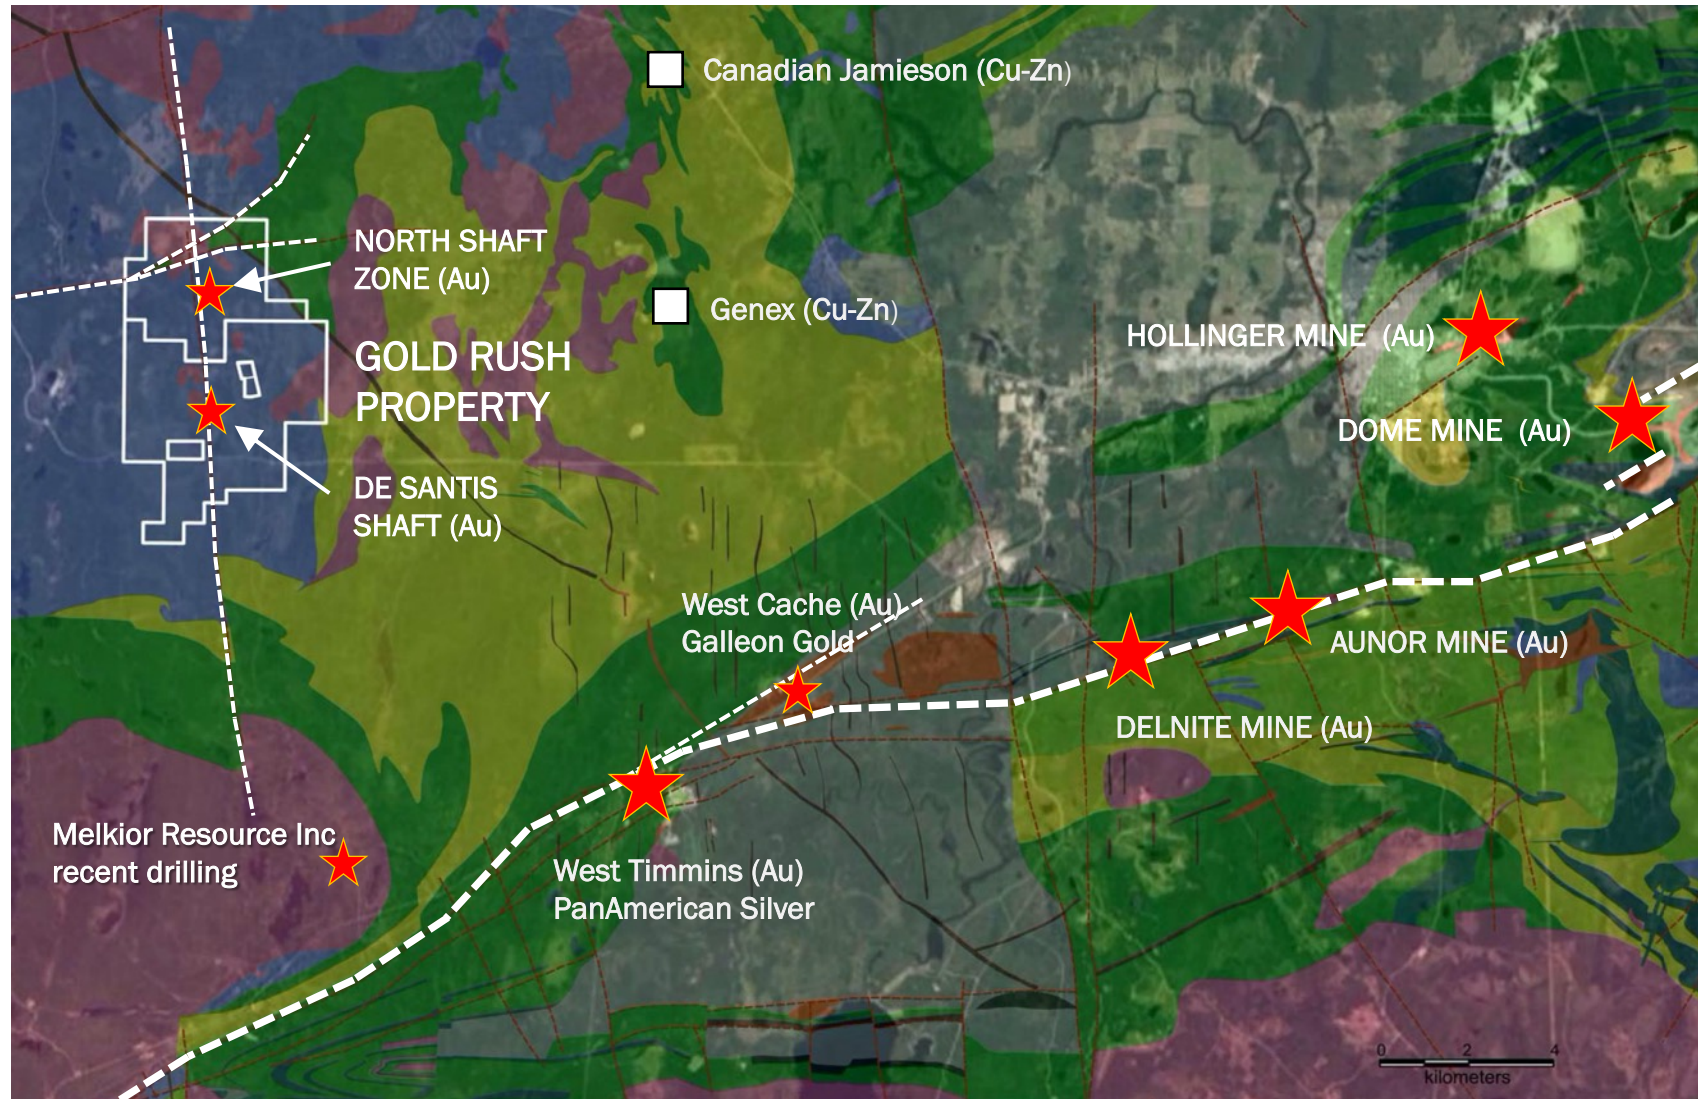 Canadian Jamieson (Cu-Zn)
NORTH SHAFT
ZONE (Au)
Genex (Cu-Zn)
HOLLINGER MINE (Au)
GOLD RUSH
PROPERTY
DOME MINE (Au)
DE SANTIS
SHAFT (Au)
West Cache (Au)
Galleon Gold
AUNOR MINE (Au)
DELNITE MINE (Au)
Melkior Resource Inc
recent drilling
West Timmins (Au)
PanAmerican Silver
0 2 4
kilometers